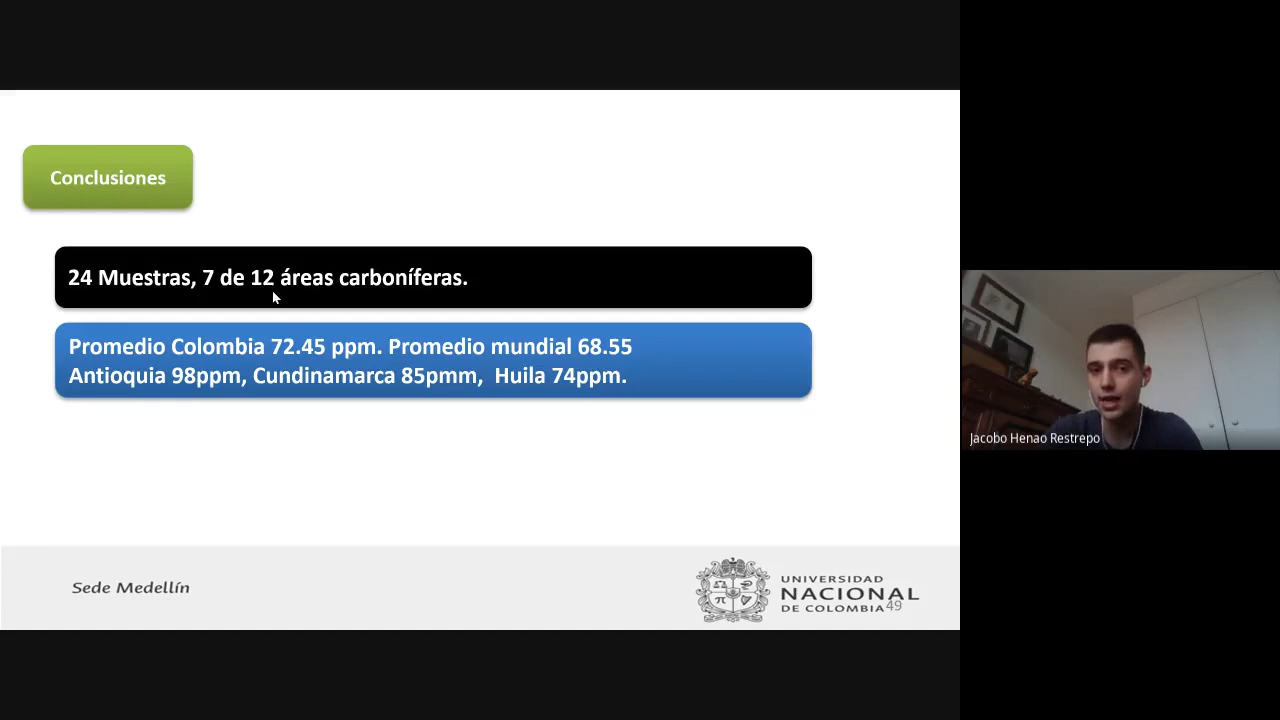 Conclusiones
24 Muestras, 7 de 12 áreas carboníferas.
Promedio Colombia 72.45 ppm. Promedio mundial 68.55
Antioquia 98ppm, Cundinamarca 85pmm, Huila 74ppm.
Jacobo Henao Restrepo
Sede Medellín
UNIVERSIDAD
NACIONAL
DE COLOMBIA
49